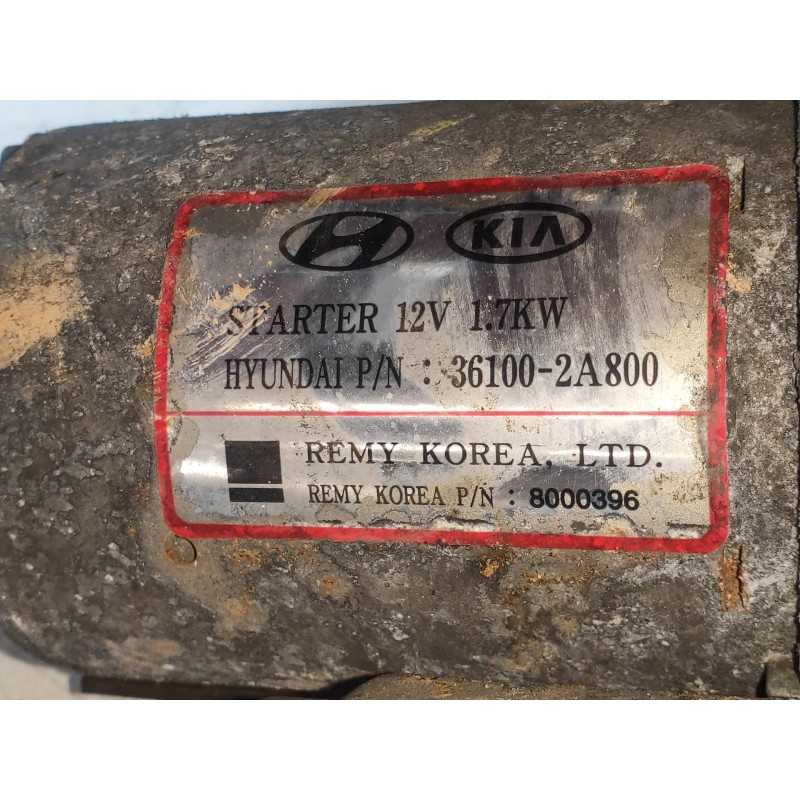 KIA
STARTER 12V 1.7KW
HYUNDAI P/N : 36100-2A800
REMY KOREA, LTD.
REMY KOREA P/N : 8000396